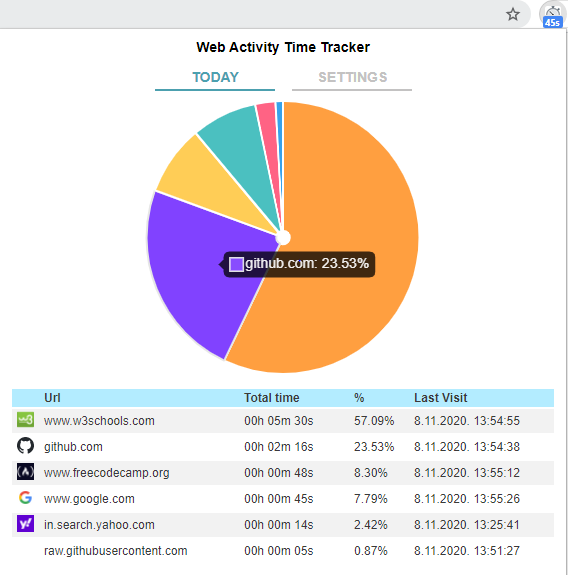 45s
Web Activity Time Tracker
TODAY SETTINGS
github.com: 23.53%
Url Total time % Last Visit
www.w3schools.com 00h 05m 30s 57.09% 8.11.2020. 13:54:55
github.com 00h 02m 16s 23.53% 8.11.2020. 13:54:38
www.freecodecamp.org 00h 00m 48s 8.30% 8.11.2020. 13:55:12
www.google.com 00h 00m 45s 7.79% 8.11.2020. 13:55:26
in.search.yahoo.com 00h 00m 14s 2.42% 8.11.2020. 13:25:41
raw.githubusercontent.com 00h 00m 05s 0.87% 8.11.2020. 13:51:27